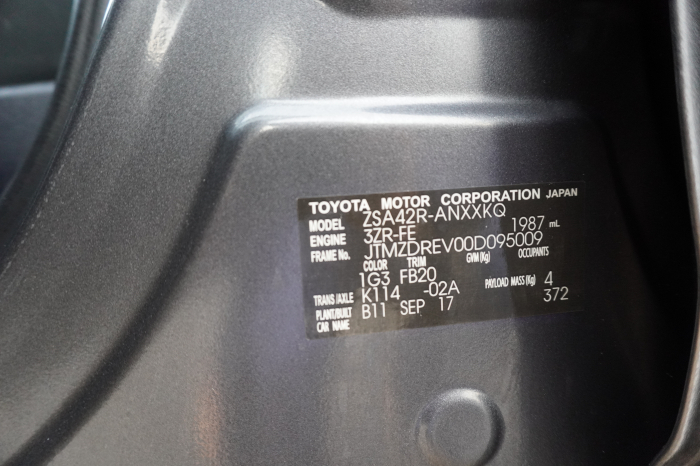 TOYOTA MOTOR CORPORATION JAPAN
MODEL ZSA42R-ANXXKQ
ENGINE 3ZR-FE 1987 mL
FRAME No. JTMZDREV00D095009
COLOR TRIM GVM (Kg) OCCUPANTS
1G3 FB20 4
TRANS/AXLE K114 -02A PAYLOAD MASS (Kg) 372
PLANT/BUILT B11 SEP 17
CAR NAME